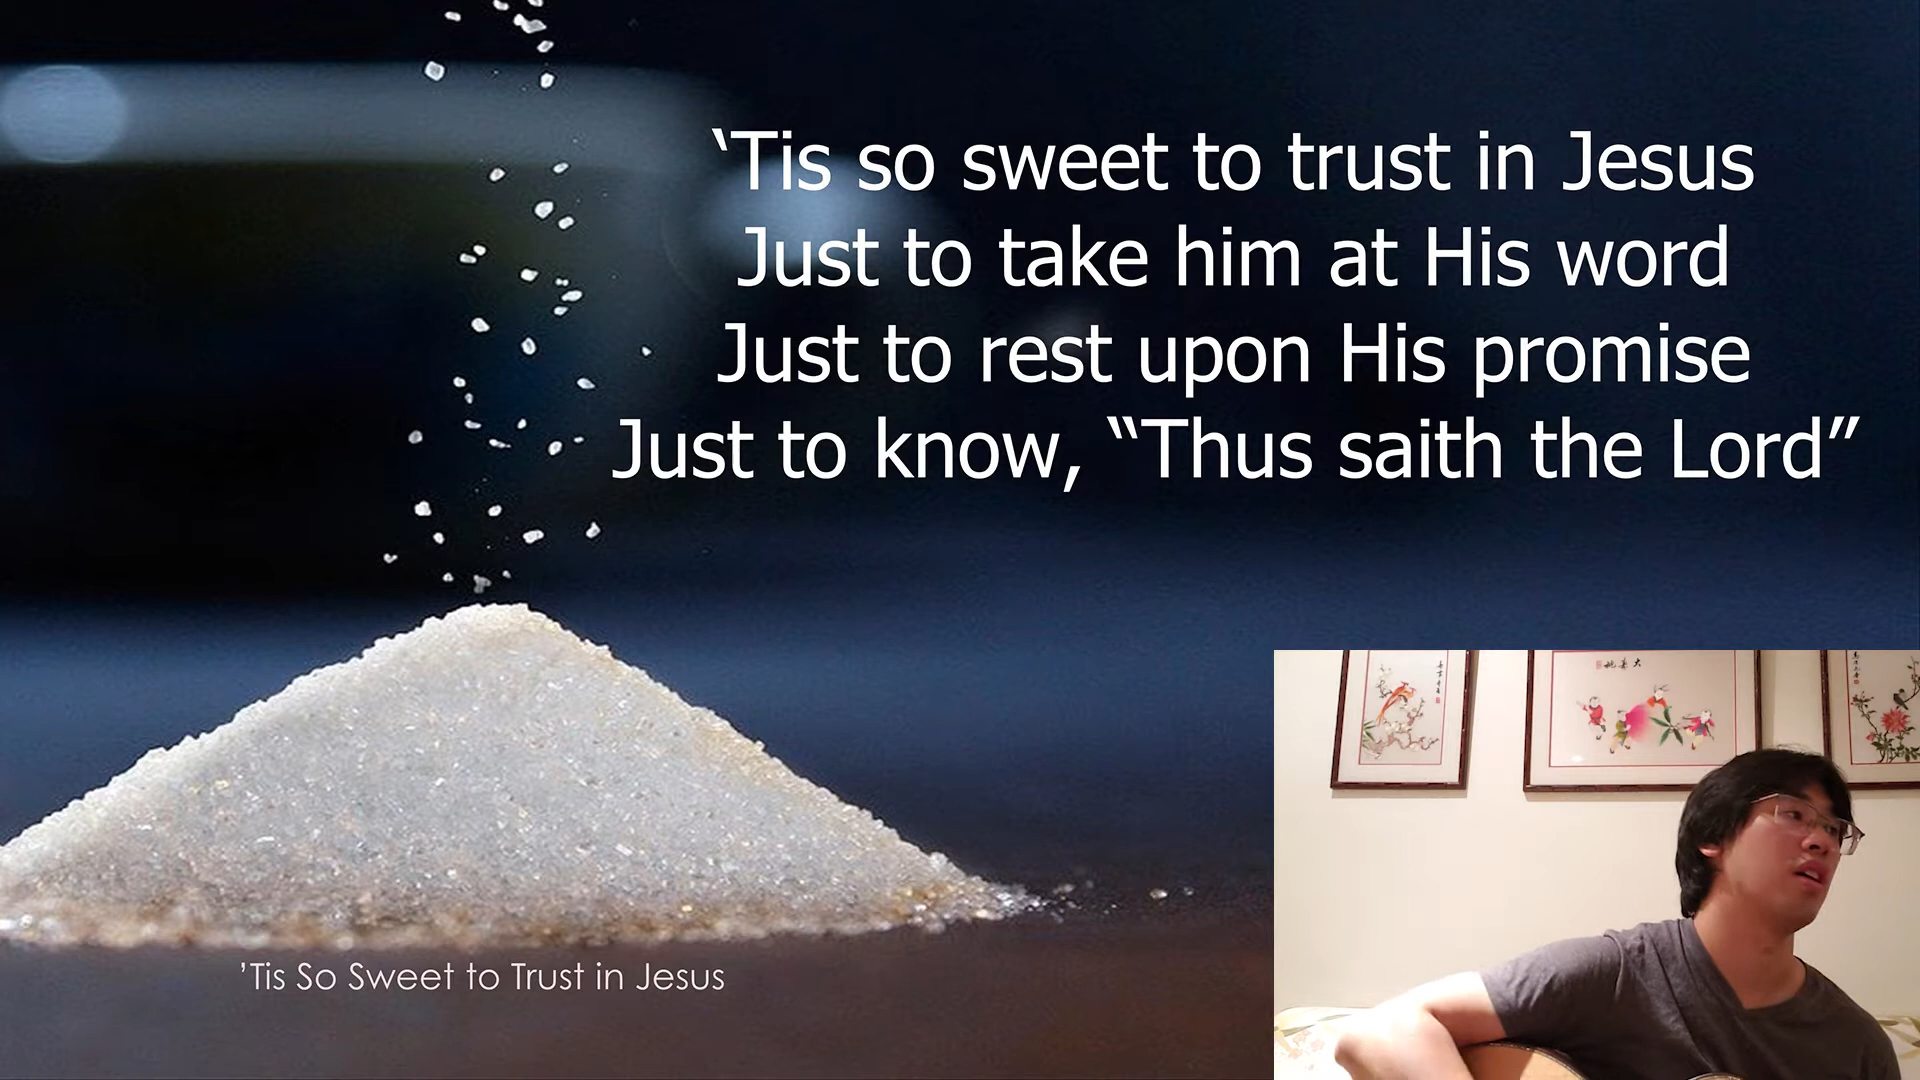 ‘Tis so sweet to trust in Jesus
Just to take him at His word
Just to rest upon His promise
Just to know, “Thus saith the Lord”
’Tis So Sweet to Trust in Jesus